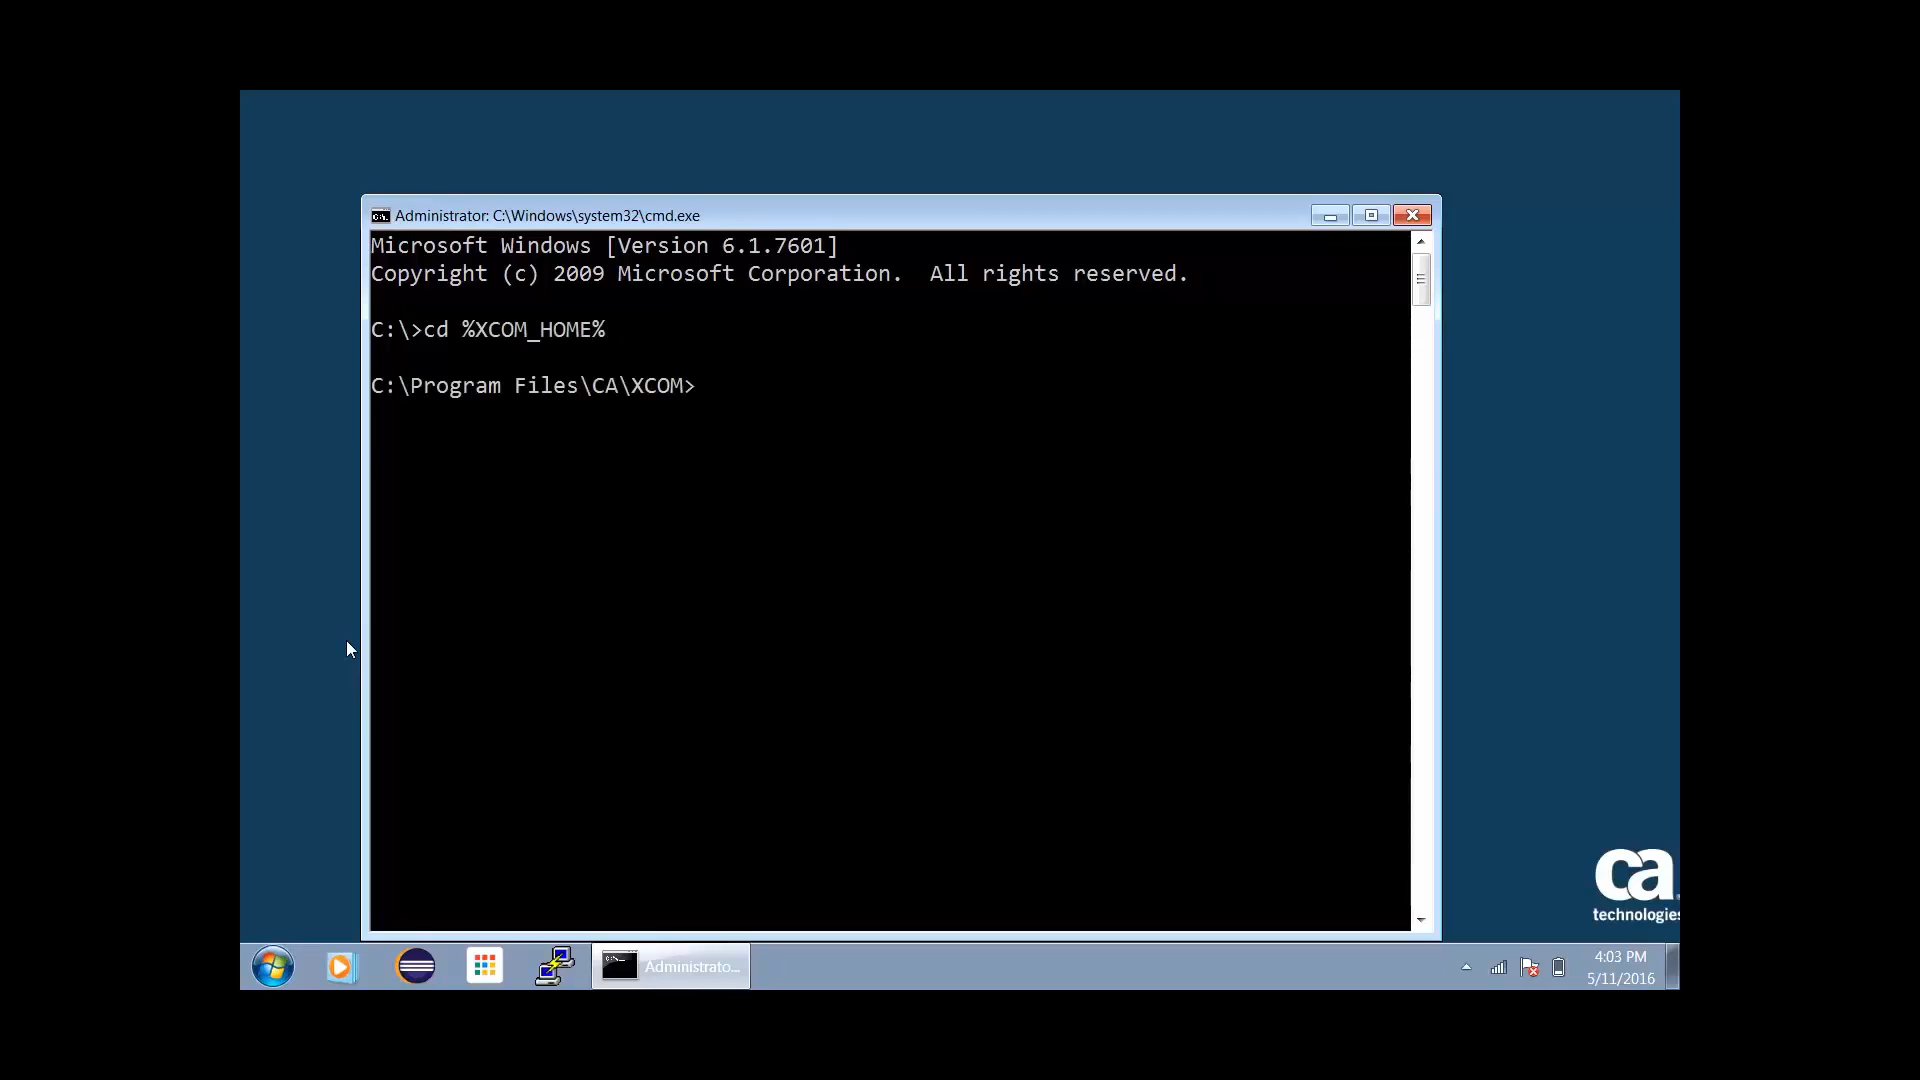 Administrator: C:\Windows\system32\cmd.exe
Microsoft Windows [Version 6.1.7601]
Copyright (c) 2009 Microsoft Corporation.  All rights reserved.
C:\>cd %XCOM_HOME%
C:\Program Files\CA\XCOM>
ca
technologies
Administrato...
4:03 PM
5/11/2016